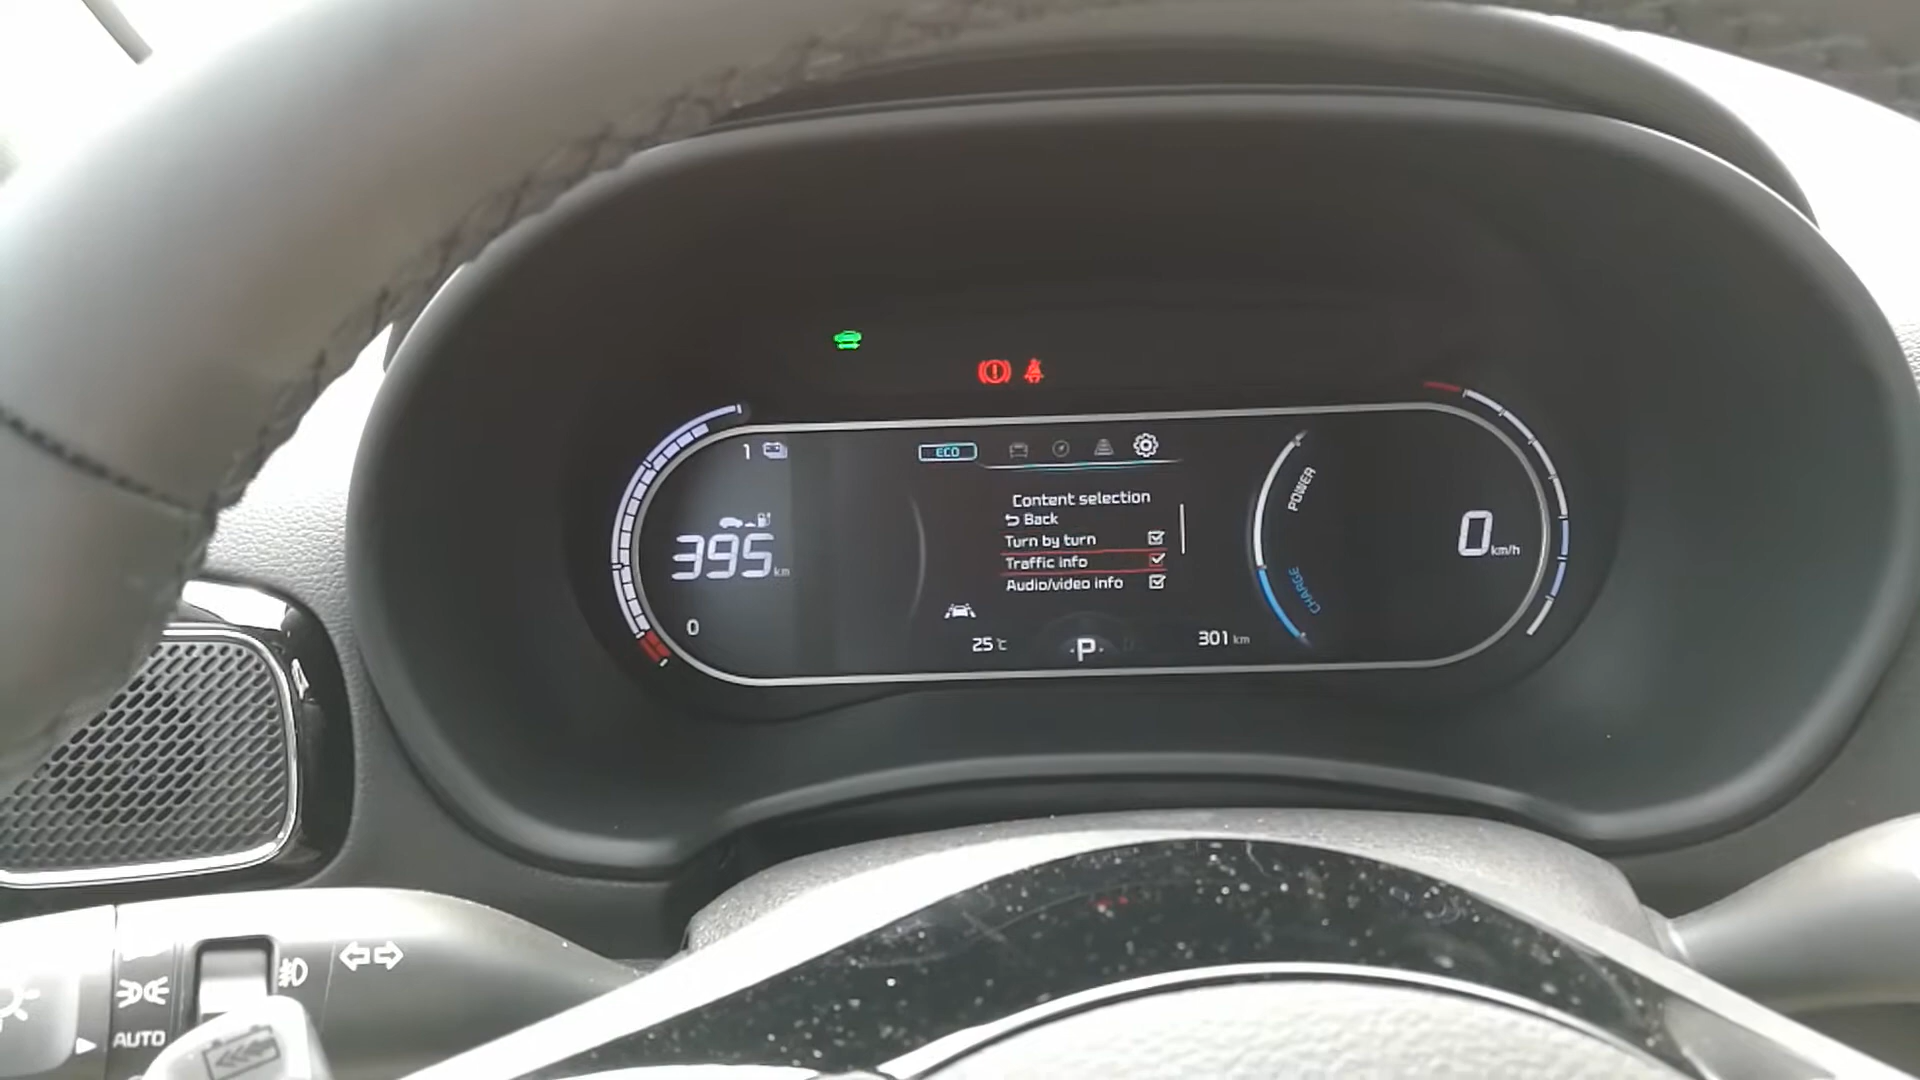 1
ECO
395 km
0
Content selection
Back
Turn by turn
Traffic info
Audio/video info
25 °C
P
301 km
POWER
CHARGE
0 km/h
AUTO